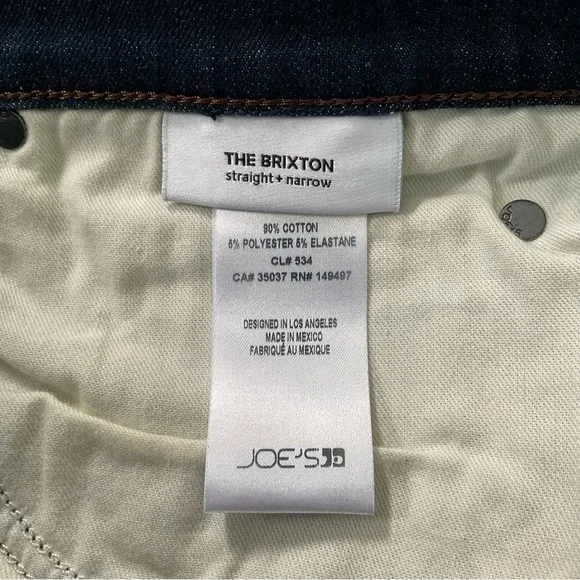 THE BRIXTON
straight + narrow
90% COTTON
5% POLYESTER 5% ELASTANE
CL# 534
CA# 35037 RN# 149497
DESIGNED IN LOS ANGELES
MADE IN MEXICO
FABRIQUÉ AU MEXIQUE
JOE'S